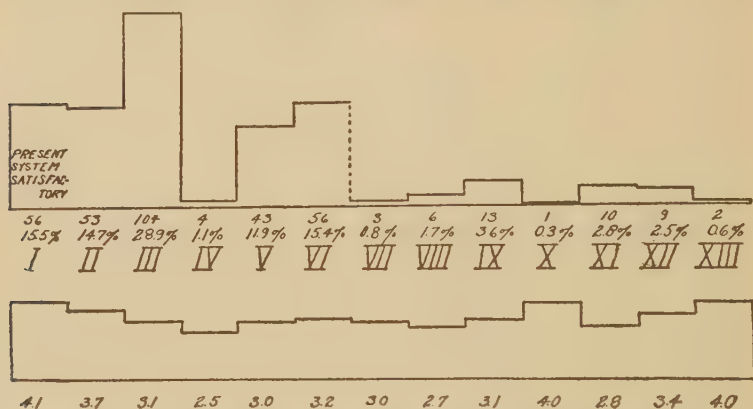 PRESENT
SYSTEM
SATISFAC-
TORY
56 53 104 4 43 56 3 6 13 1 10 9 2
15.5% 14.7% 28.9% 1.1% 11.9% 15.4% 0.8% 1.7% 3.6% 0.3% 2.8% 2.5% 0.6%
I II III IV V VI VII VIII IX X XI XII XIII
4.1 3.7 3.1 2.5 3.0 3.2 3.0 2.7 3.1 4.0 2.8 3.4 4.0